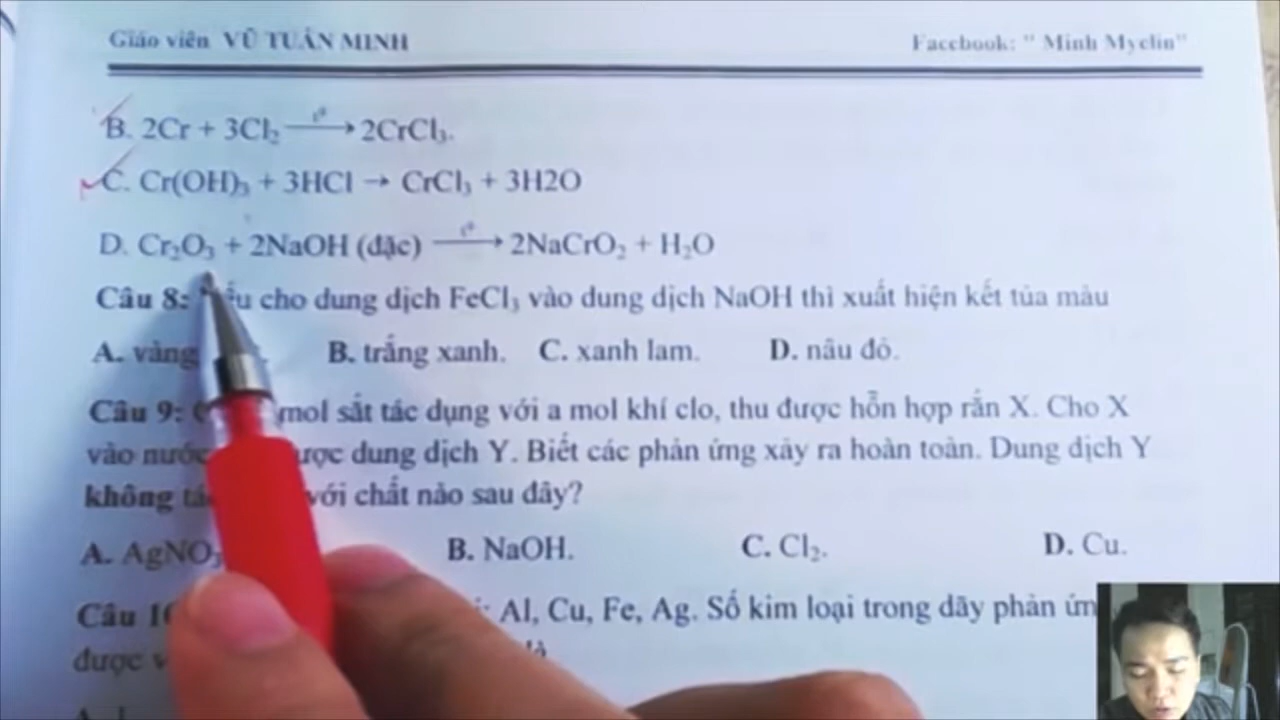 Giáo viên VŨ TUẤN MINH
Facebook: " Minh Myelin"
B. 2Cr + 3Cl₂ —t°→ 2CrCl₃.
C. Cr(OH)₃ + 3HCl → CrCl₃ + 3H2O
D. Cr₂O₃ + 2NaOH (đặc) —t°→ 2NaCrO₂ + H₂O
Câu 8: cho dung dịch FeCl₃ vào dung dịch NaOH thì xuất hiện kết tủa màu
A. vàng B. trắng xanh. C. xanh lam. D. nâu đỏ.
Câu 9: mol sắt tác dụng với a mol khí clo, thu được hỗn hợp rắn X. Cho X
vào nước dung dịch Y. Biết các phản ứng xảy ra hoàn toàn. Dung dịch Y
không với chất nào sau đây?
A. AgNO₃ B. NaOH. C. Cl₂. D. Cu.
Câu Al, Cu, Fe, Ag. Số kim loại trong dãy phản
được